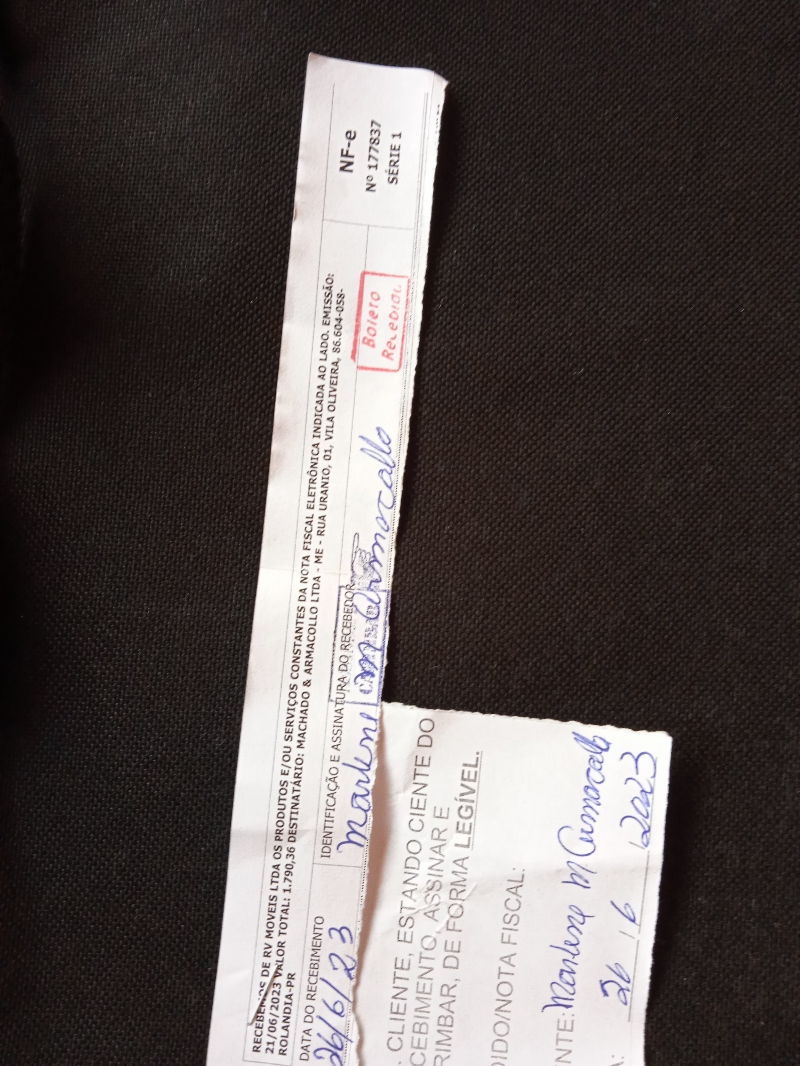 RECEBEMOS DE RV MOVEIS LTDA OS PRODUTOS E/OU SERVIÇOS CONSTANTES DA NOTA FISCAL ELETRÔNICA INDICADA AO LADO. EMISSÃO:
21/06/2023 VALOR TOTAL: 1.790,36 DESTINATÁRIO: MACHADO & ARMACOLLO LTDA - ME - RUA URANIO, 01, VILA OLIVEIRA, 86.604-058-
ROLANDIA-PR
DATA DO RECEBIMENTO
26/6/23
IDENTIFICAÇÃO E ASSINATURA DO RECEBEDOR
Marlene M Armacollo
Boleto
Recebido
NF-e
Nº 177837
SÉRIE 1
CLIENTE, ESTANDO CIENTE DO
CEBIMENTO, ASSINAR E
RIMBAR, DE FORMA LEGÍVEL.
DIDO/NOTA FISCAL:
NTE: Marlene M Armacollo
A: 26 / 6 / 2023